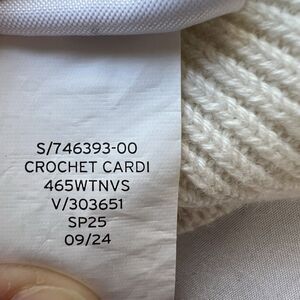 S/746393-00
CROCHET CARDI
465WTNVS
V/303651
SP25
09/24